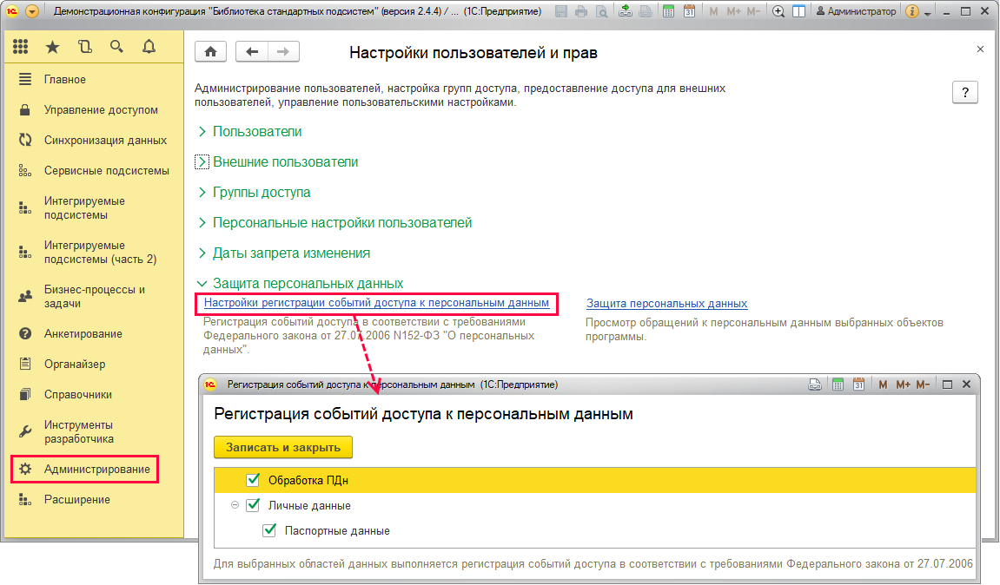 Демонстрационная конфигурация "Библиотека стандартных подсистем" (версия 2.4.4) / ... (1С:Предприятие)
M M+ M-
Администратор
Настройки пользователей и прав
Администрирование пользователей, настройка групп доступа, предоставление доступа для внешних
пользователей, управление пользовательскими настройками.
?
Главное
Управление доступом
Синхронизация данных
Сервисные подсистемы
Интегрируемые
подсистемы
Интегрируемые
подсистемы (часть 2)
Бизнес-процессы и
задачи
Анкетирование
Органайзер
Справочники
Инструменты
разработчика
Администрирование
Расширение
Пользователи
Внешние пользователи
Группы доступа
Персональные настройки пользователей
Даты запрета изменения
Защита персональных данных
Настройки регистрации событий доступа к персональным данным
Регистрация событий доступа в соответствии с требованиями
Федерального закона от 27.07.2006 N152-ФЗ "О персональных
данных".
Защита персональных данных
Просмотр обращений к персональным данным выбранных объектов
программы.
Регистрация событий доступа к персональным данным (1С:Предприятие)
31
M M+ M-
Регистрация событий доступа к персональным данным
Записать и закрыть
Обработка ПДн
Личные данные
Паспортные данные
Для выбранных областей данных выполняется регистрация событий доступа в соответствии с требованиями Федерального закона от 27.07.2006